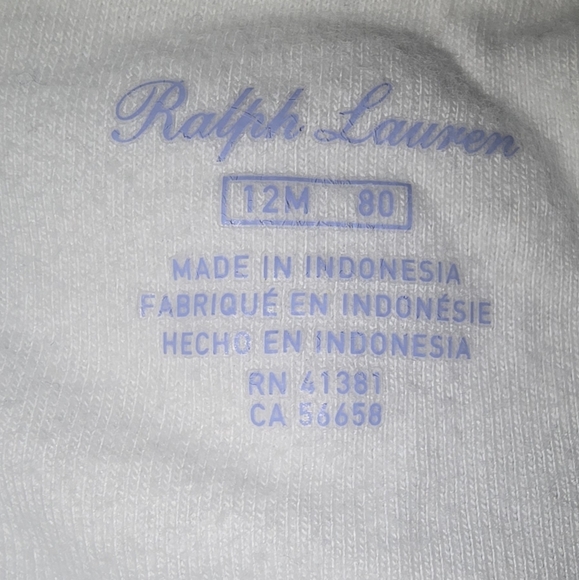 Ralph Lauren
12M 80
MADE IN INDONESIA
FABRIQUÉ EN INDONÉSIE
HECHO EN INDONESIA
RN 41381
CA 56658